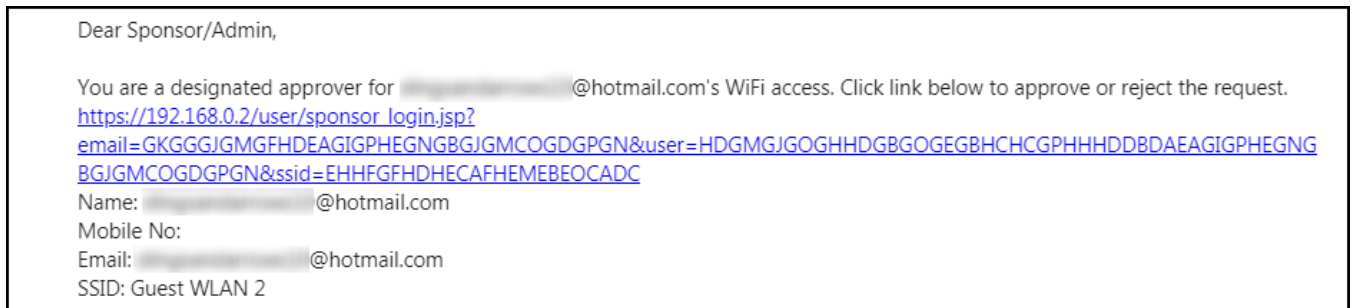 Dear Sponsor/Admin,
You are a designated approver for @hotmail.com's WiFi access. Click link below to approve or reject the request.
https://192.168.0.2/user/sponsor_login.jsp?
email=GKGGGJGMGFHDEAGIGPHEGNGBGJGMCOGDGPGN&user=HDGMGJGOGHHDGBGOGEGBHCHCGPHHHDDBDAEAGIGPHEGNG
BGJGMCOGDGPGN&ssid=EHHFGFHDHECAFHEMEBEOCADC
Name: @hotmail.com
Mobile No:
Email: @hotmail.com
SSID: Guest WLAN 2